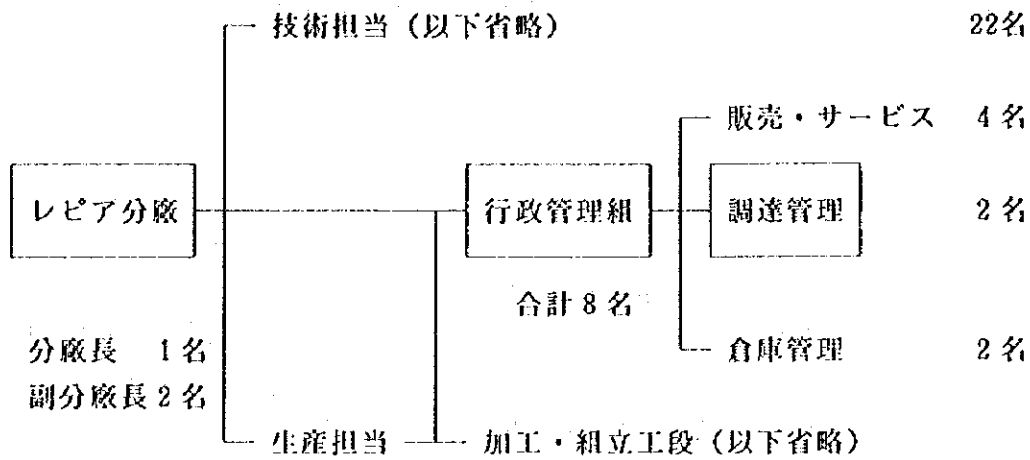 技術担当（以下省略） 22名
販売・サービス 4名
レピア分廠 行政管理組 調達管理 2名
合計8名
分廠長 1名 倉庫管理 2名
副分廠長2名
生産担当 加工・組立工段（以下省略）